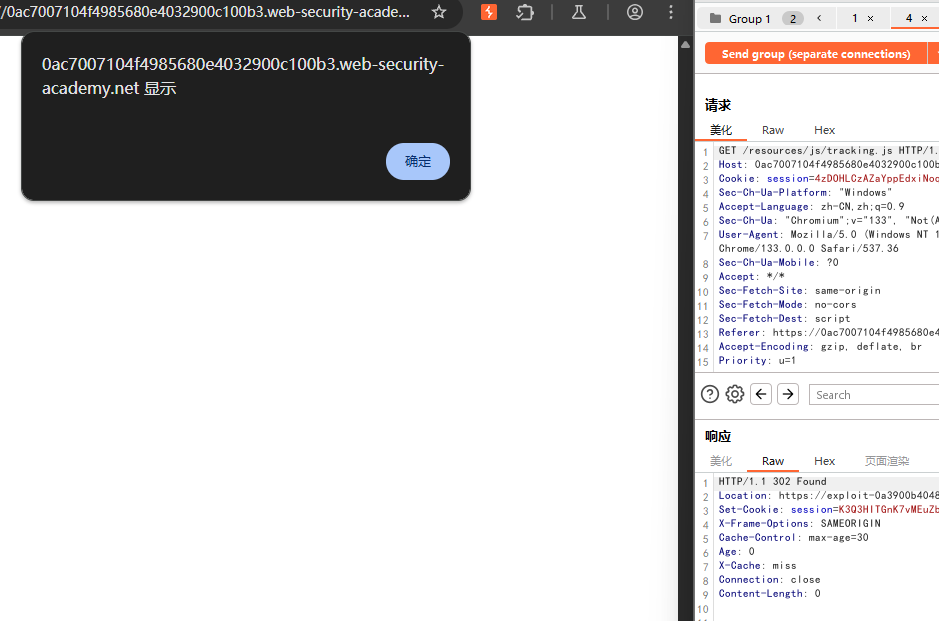 /0ac7007104f4985680e4032900c100b3.web-security-acade...
0ac7007104f4985680e4032900c100b3.web-security-
academy.net 显示
确定
Group 1 2 1 × 4 ×
Send group (separate connections)
请求
美化 Raw Hex
1 GET /resources/js/tracking.js HTTP/1.
2 Host: 0ac7007104f4985680e4032900c100b
3 Cookie: session=
4 Sec-Ch-Ua-Platform: "Windows"
5 Accept-Language: zh-CN,zh;q=0.9
6 Sec-Ch-Ua: "Chromium";v="133", "Not(A
7 User-Agent: Mozilla/5.0 (Windows NT 1
Chrome/133.0.0.0 Safari/537.36
8 Sec-Ch-Ua-Mobile: ?0
9 Accept: */*
10 Sec-Fetch-Site: same-origin
11 Sec-Fetch-Mode: no-cors
12 Sec-Fetch-Dest: script
13 Referer: https://0ac7007104f4985680e4
14 Accept-Encoding: gzip, deflate, br
15 Priority: u=1
Search
响应
美化 Raw Hex 页面渲染
1 HTTP/1.1 302 Found
2 Location: https://exploit-0a3900b4048
3 Set-Cookie: session=
4 X-Frame-Options: SAMEORIGIN
5 Cache-Control: max-age=30
6 Age: 0
7 X-Cache: miss
8 Connection: close
9 Content-Length: 0
10